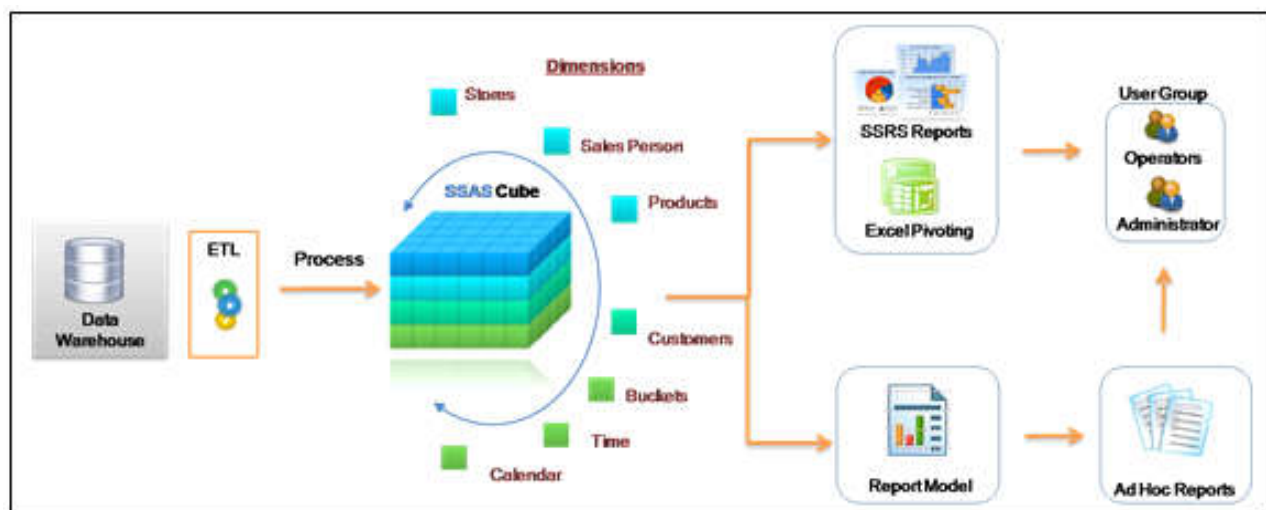 Dimensions
Stores
Sales Person
SSAS Cube
Products
ETL
Process
Data
Warehouse
Customers
Buckets
Time
Calendar
SSRS Reports
Excel Pivoting
User Group
Operators
Administrator
Report Model
Ad Hoc Reports